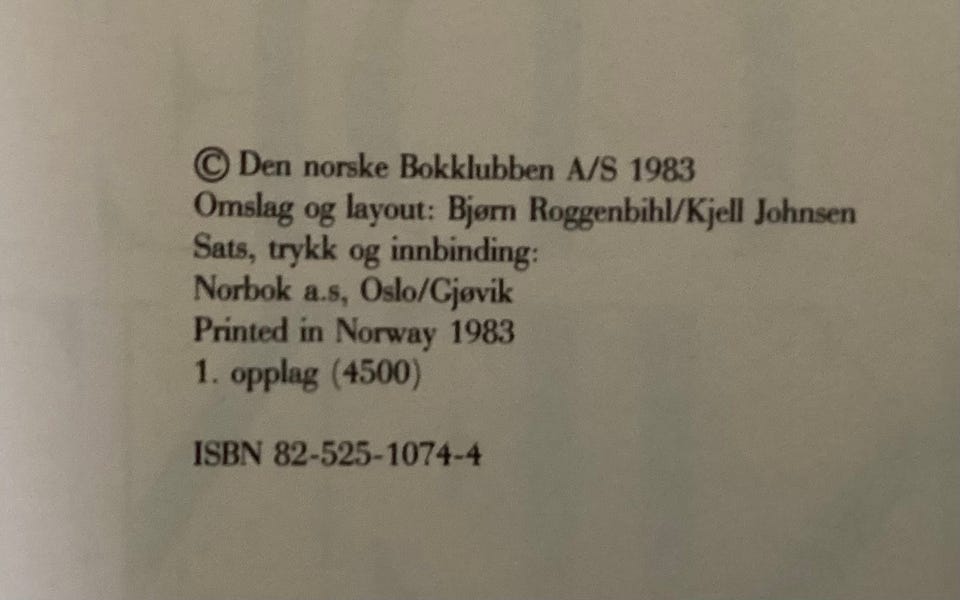 © Den norske Bokklubben A/S 1983
Omslag og layout: Bjørn Roggenbihl/Kjell Johnsen
Sats, trykk og innbinding:
Norbok a.s, Oslo/Gjøvik
Printed in Norway 1983
1. opplag (4500)
ISBN 82-525-1074-4